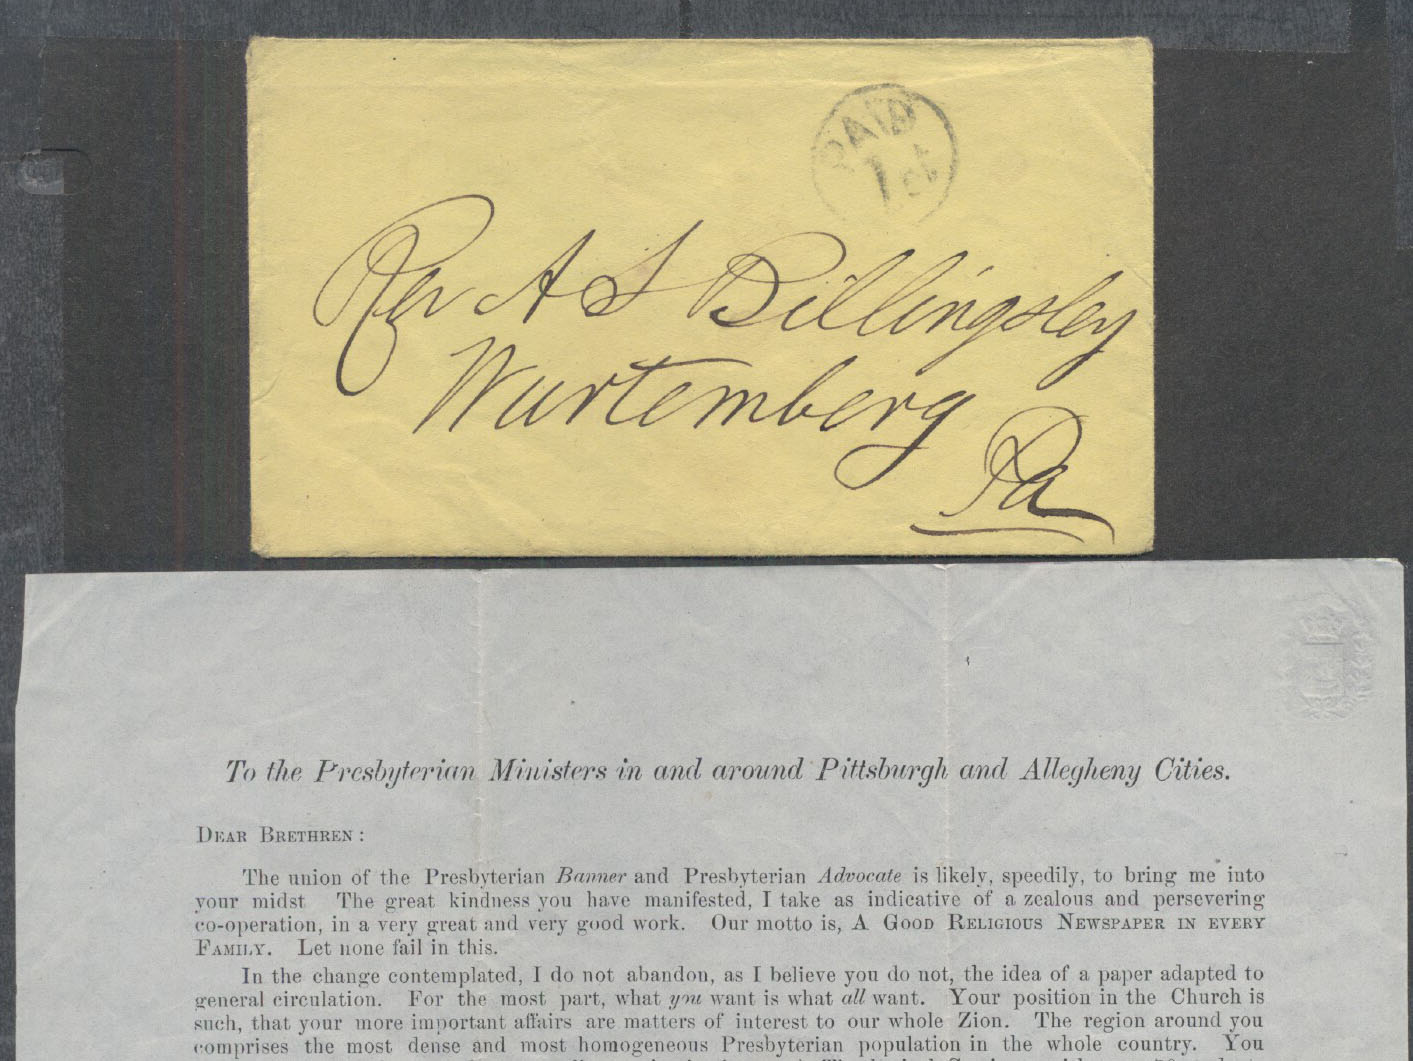 PAID
1 ct
Rev A S Billingsley
Wurtemberg
Pa
To the Presbyterian Ministers in and around Pittsburgh and Allegheny Cities.
DEAR BRETHREN :
The union of the Presbyterian Banner and Presbyterian Advocate is likely, speedily, to bring me into
your midst The great kindness you have manifested, I take as indicative of a zealous and persevering
co-operation, in a very great and very good work. Our motto is, A GOOD RELIGIOUS NEWSPAPER IN EVERY
FAMILY. Let none fail in this.
In the change contemplated, I do not abandon, as I believe you do not, the idea of a paper adapted to
general circulation. For the most part, what you want is what all want. Your position in the Church is
such, that your more important affairs are matters of interest to our whole Zion. The region around you
comprises the most dense and most homogeneous Presbyterian population in the whole country. You